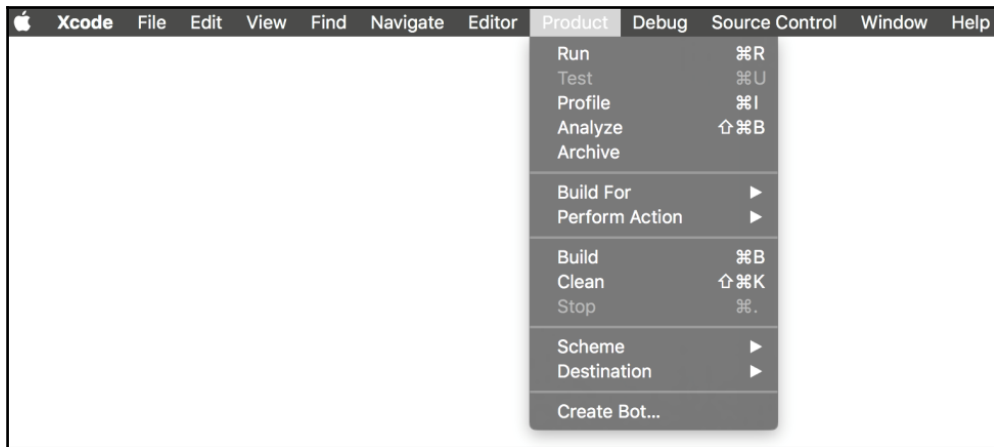 Xcode File Edit View Find Navigate Editor Product Debug Source Control Window Help
Run ⌘R
Test ⌘U
Profile ⌘I
Analyze ⇧⌘B
Archive
Build For ▶
Perform Action ▶
Build ⌘B
Clean ⇧⌘K
Stop ⌘.
Scheme ▶
Destination ▶
Create Bot...